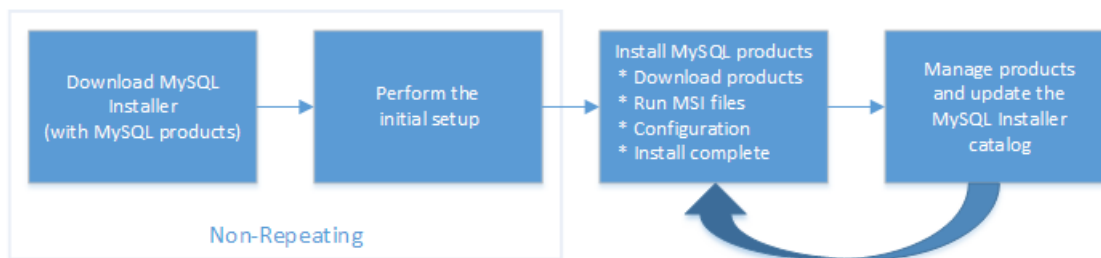 Download MySQL
Installer
(with MySQL products)
Perform the
initial setup
Install MySQL products
* Download products
* Run MSI files
* Configuration
* Install complete
Manage products
and update the
MySQL Installer
catalog
Non-Repeating